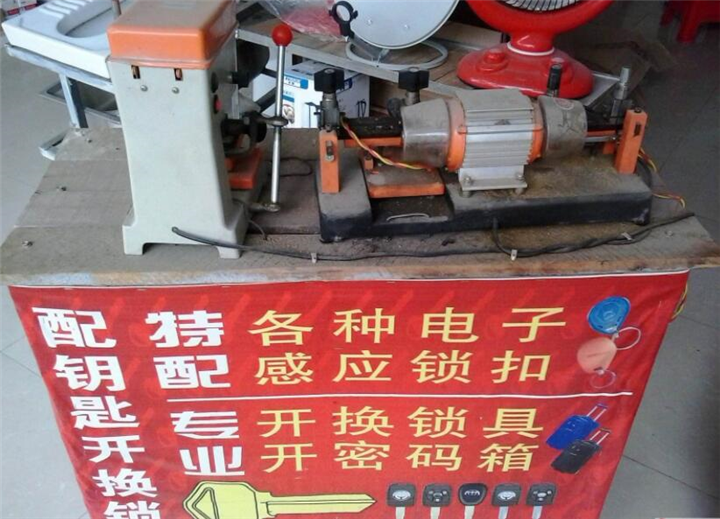 配钥匙开换锁
特配
各种电子
感应锁扣
专业
开换锁具
开密码箱